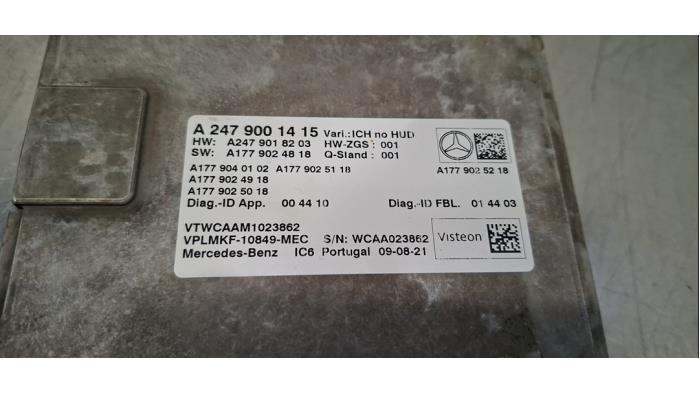 A 247 900 14 15 Vari.:ICH no HUD
HW: A247 901 82 03 HW-ZGS : 001
SW: A177 902 48 18 Q-Stand : 001
A177 904 01 02 A177 902 51 18 A177 902 52 18
A177 902 49 18
A177 902 50 18
Diag.-ID App. 00 44 10 Diag.-ID FBL. 01 44 03
VTWCAAM1023862
VPLMKF-10849-MEC S/N: WCAA023862 Visteon
Mercedes-Benz IC6 Portugal 09-08-21